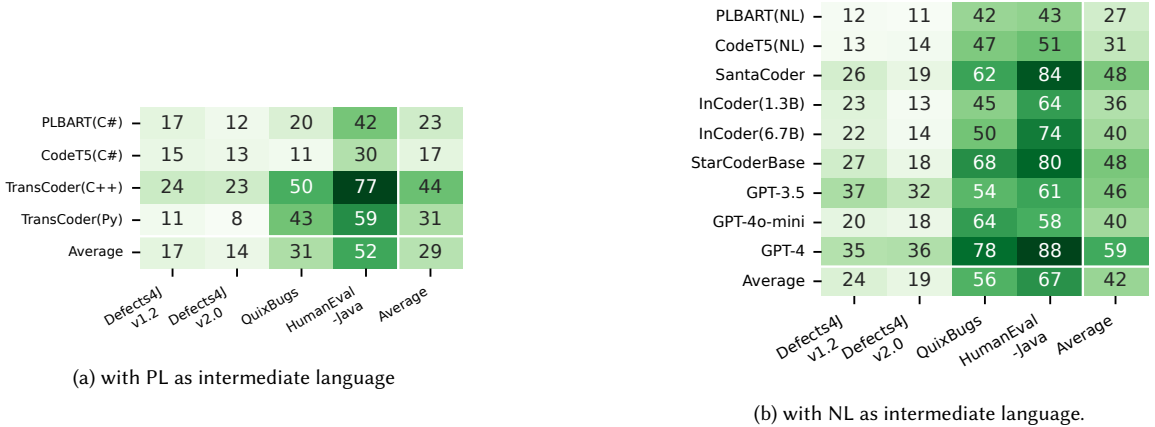 PLBART(C#) 17 12 20 42 23
CodeT5(C#) 15 13 11 30 17
TransCoder(C++) 24 23 50 77 44
TransCoder(Py) 11 8 43 59 31
Average 17 14 31 52 29
Defects4J v1.2
Defects4J v2.0
QuixBugs
HumanEval -Java
Average
(a) with PL as intermediate language
PLBART(NL) 12 11 42 43 27
CodeT5(NL) 13 14 47 51 31
SantaCoder 26 19 62 84 48
InCoder(1.3B) 23 13 45 64 36
InCoder(6.7B) 22 14 50 74 40
StarCoderBase 27 18 68 80 48
GPT-3.5 37 32 54 61 46
GPT-4o-mini 20 18 64 58 40
GPT-4 35 36 78 88 59
Average 24 19 56 67 42
Defects4J v1.2
Defects4J v2.0
QuixBugs
HumanEval -Java
Average
(b) with NL as intermediate language.